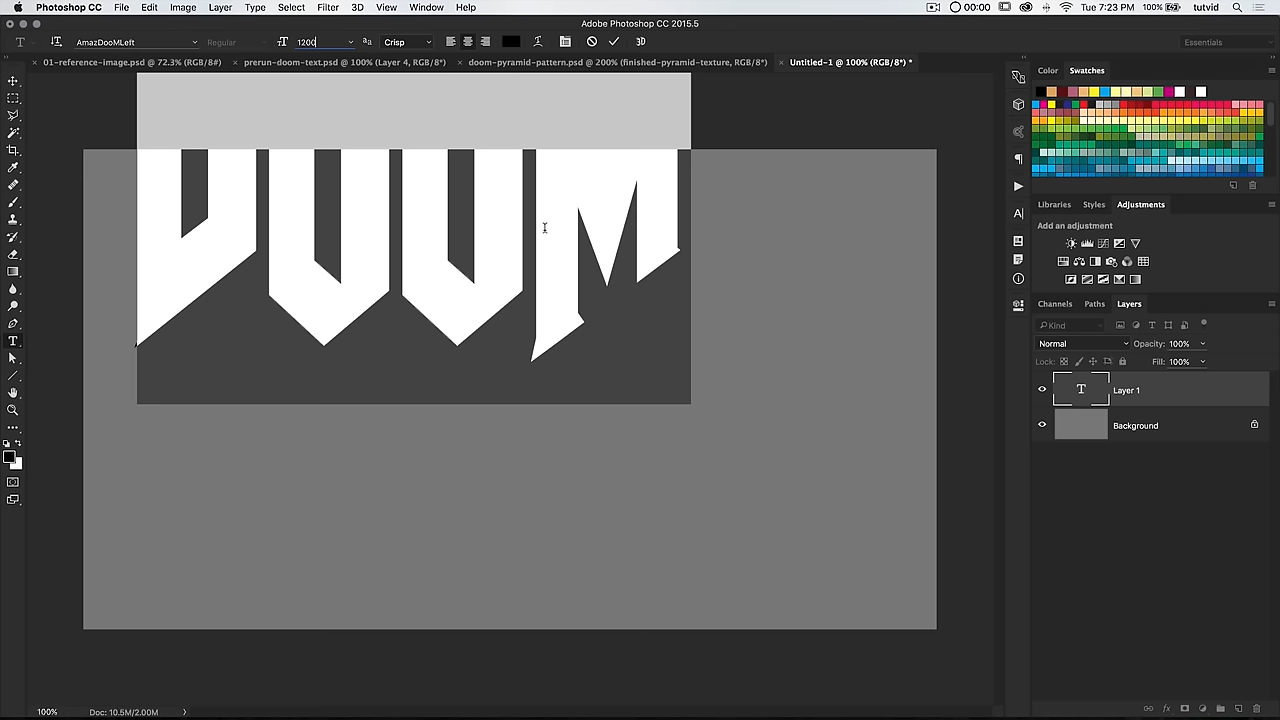 Photoshop CC File Edit Image Layer Type Select Filter 3D View Window Help 00:00 Tue 7:23 PM 100% tutvid
Adobe Photoshop CC 2015.5
T AmazDooMLeft Regular 1200 aa Crisp 3D Essentials
× 01-reference-image.psd @ 72.3% (RGB/8#) × prerun-doom-text.psd @ 100% (Layer 4, RGB/8*) × doom-pyramid-pattern.psd @ 200% (finished-pyramid-texture, RGB/8*) × Untitled-1 @ 100% (RGB/8*) *
Color Swatches
DOOM
Libraries Styles Adjustments
Add an adjustment
Channels Paths Layers
Kind
Normal Opacity: 100%
Lock: Fill: 100%
T Layer 1
Background
100% Doc: 10.5M/2.00M